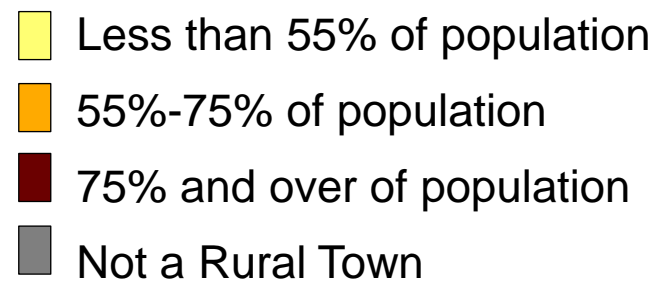 Less than 55% of population
55%-75% of population
75% and over of population
Not a Rural Town